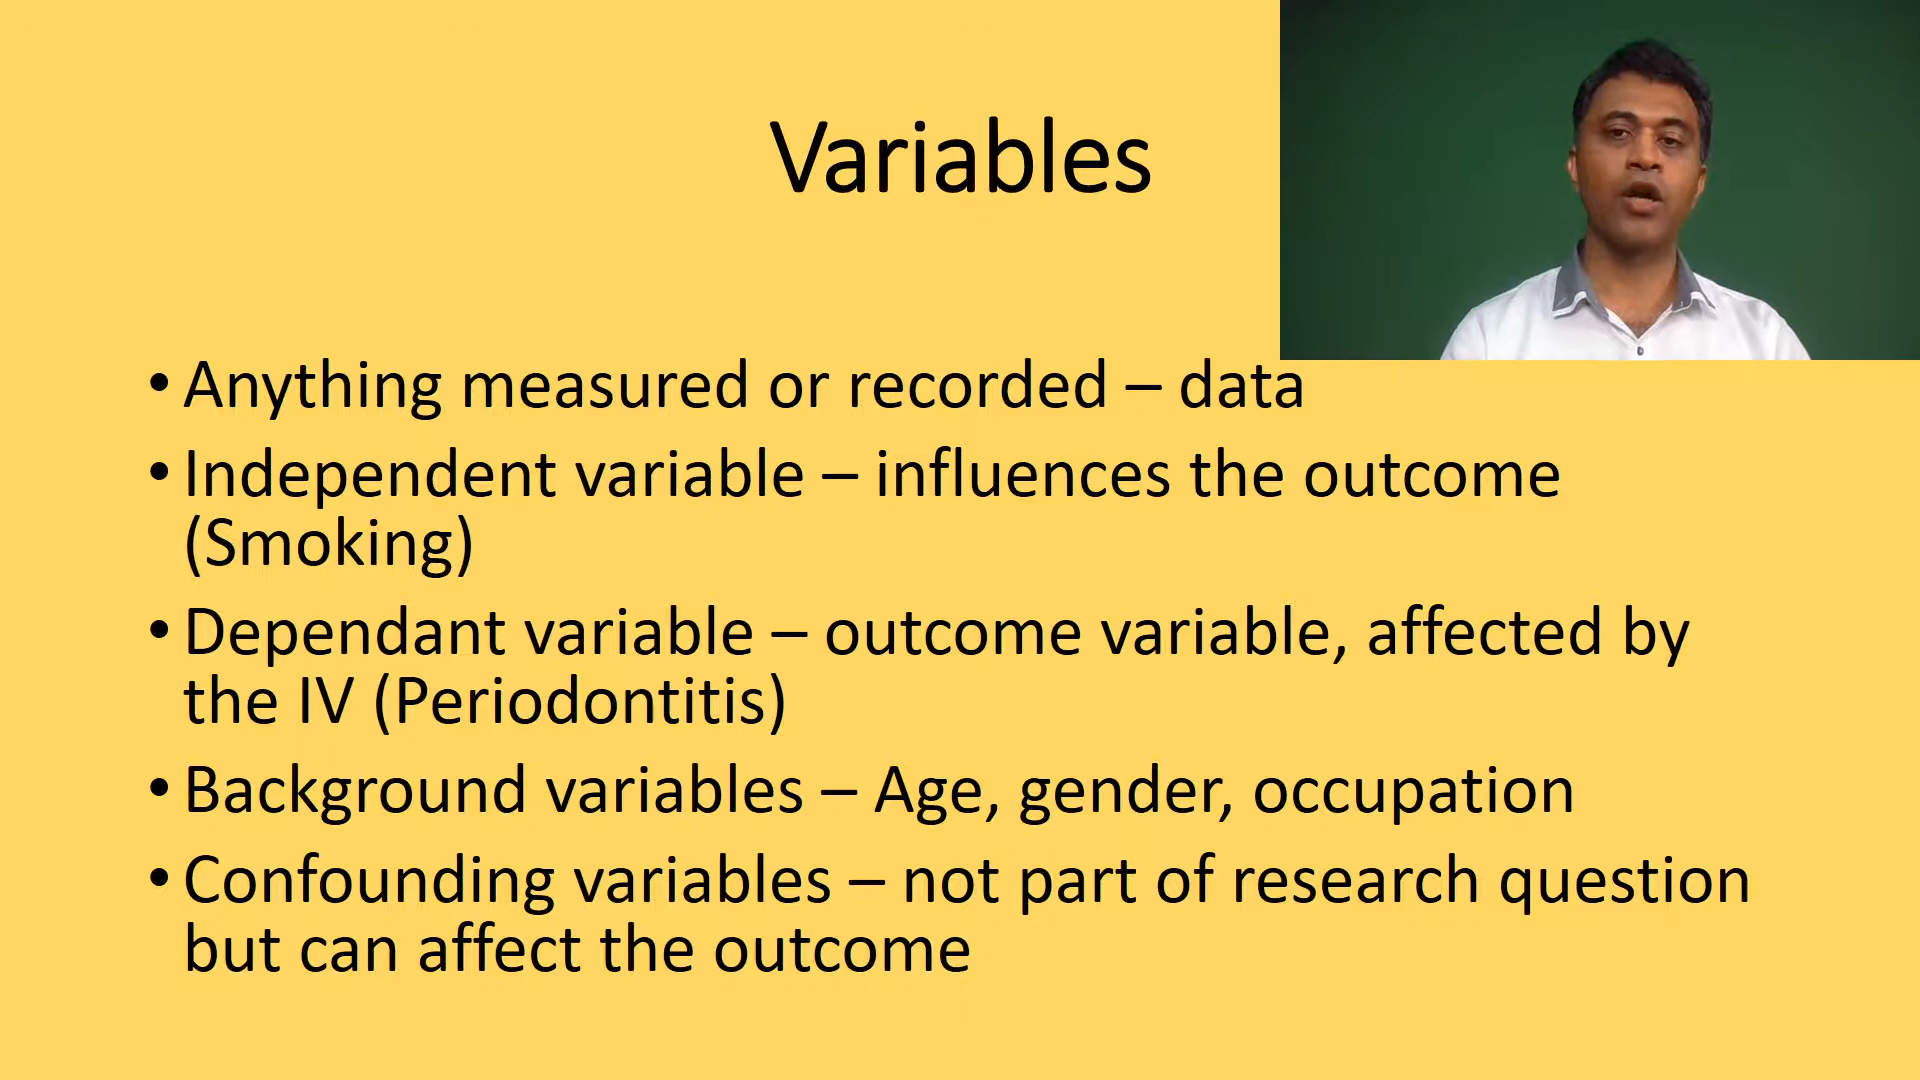 Variables
• Anything measured or recorded – data
• Independent variable – influences the outcome
(Smoking)
• Dependant variable – outcome variable, affected by
the IV (Periodontitis)
• Background variables – Age, gender, occupation
• Confounding variables – not part of research question
but can affect the outcome